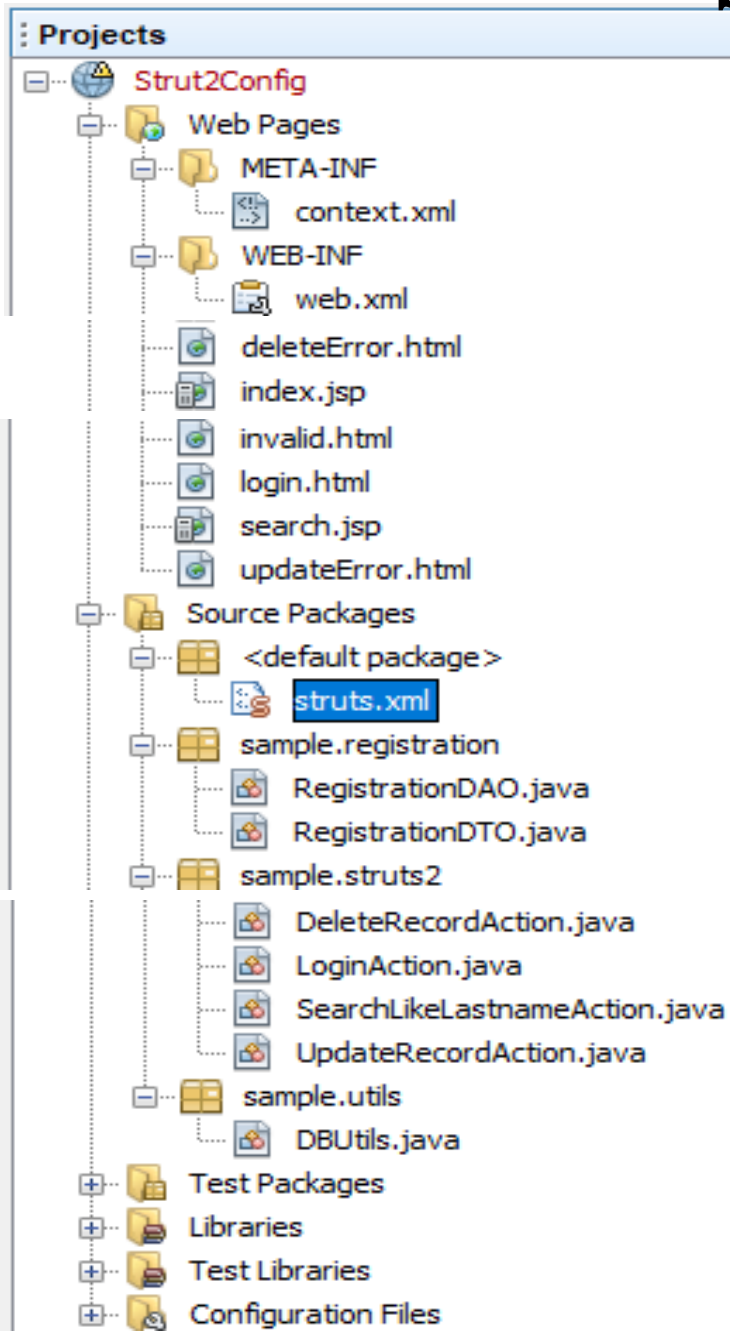 Projects
Strut2Config
Web Pages
META-INF
context.xml
WEB-INF
web.xml
deleteError.html
index.jsp
invalid.html
login.html
search.jsp
updateError.html
Source Packages
<default package>
struts.xml
sample.registration
RegistrationDAO.java
RegistrationDTO.java
sample.struts2
DeleteRecordAction.java
LoginAction.java
SearchLikeLastnameAction.java
UpdateRecordAction.java
sample.utils
DBUtils.java
Test Packages
Libraries
Test Libraries
Configuration Files